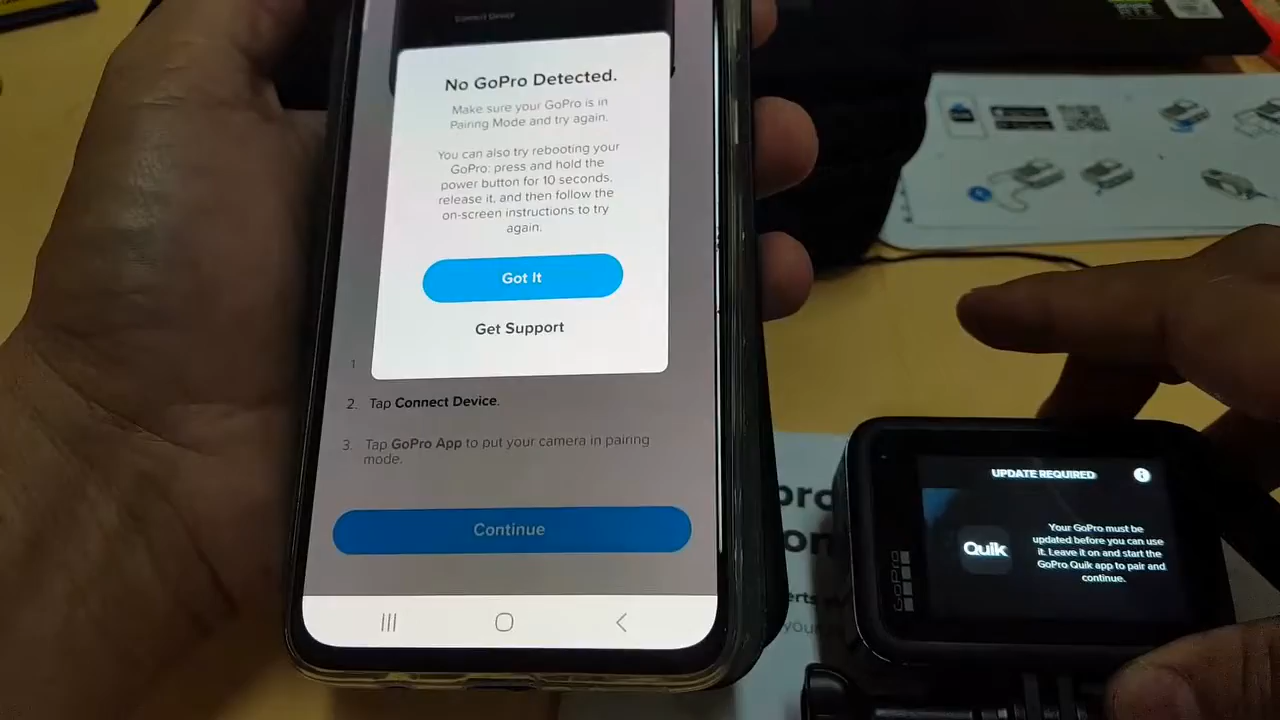 Connect Device
No GoPro Detected.
Make sure your GoPro is in
Pairing Mode and try again.
You can also try rebooting your
GoPro: press and hold the
power button for 10 seconds,
release it, and then follow the
on-screen instructions to try
again.
Got It
Get Support
1
2. Tap Connect Device.
3. Tap GoPro App to put your camera in pairing
mode.
Continue
UPDATE REQUIRED
Quik
Your GoPro must be
updated before you can use
it. Leave it on and start the
GoPro Quik app to pair and
continue.
GoPro